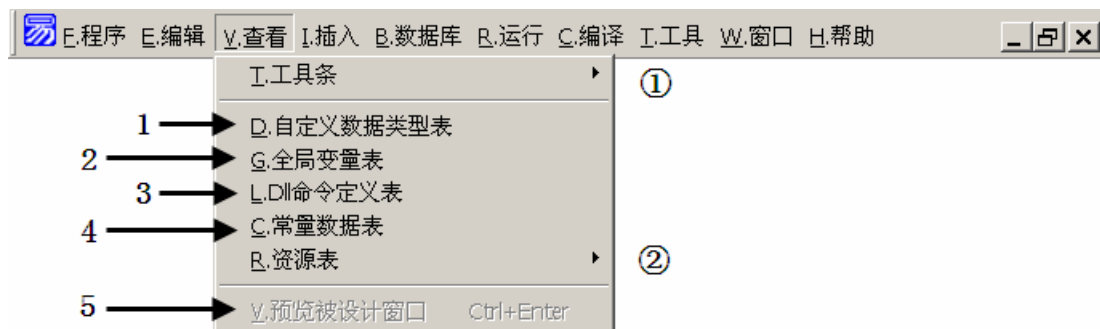 易 F.程序 E.编辑 V.查看 I.插入 B.数据库 R.运行 C.编译 T.工具 W.窗口 H.帮助
T.工具条 ①
1 D.自定义数据类型表
2 G.全局变量表
3 L.Dll命令定义表
4 C.常量数据表
R.资源表 ②
5 V.预览被设计窗口 Ctrl+Enter